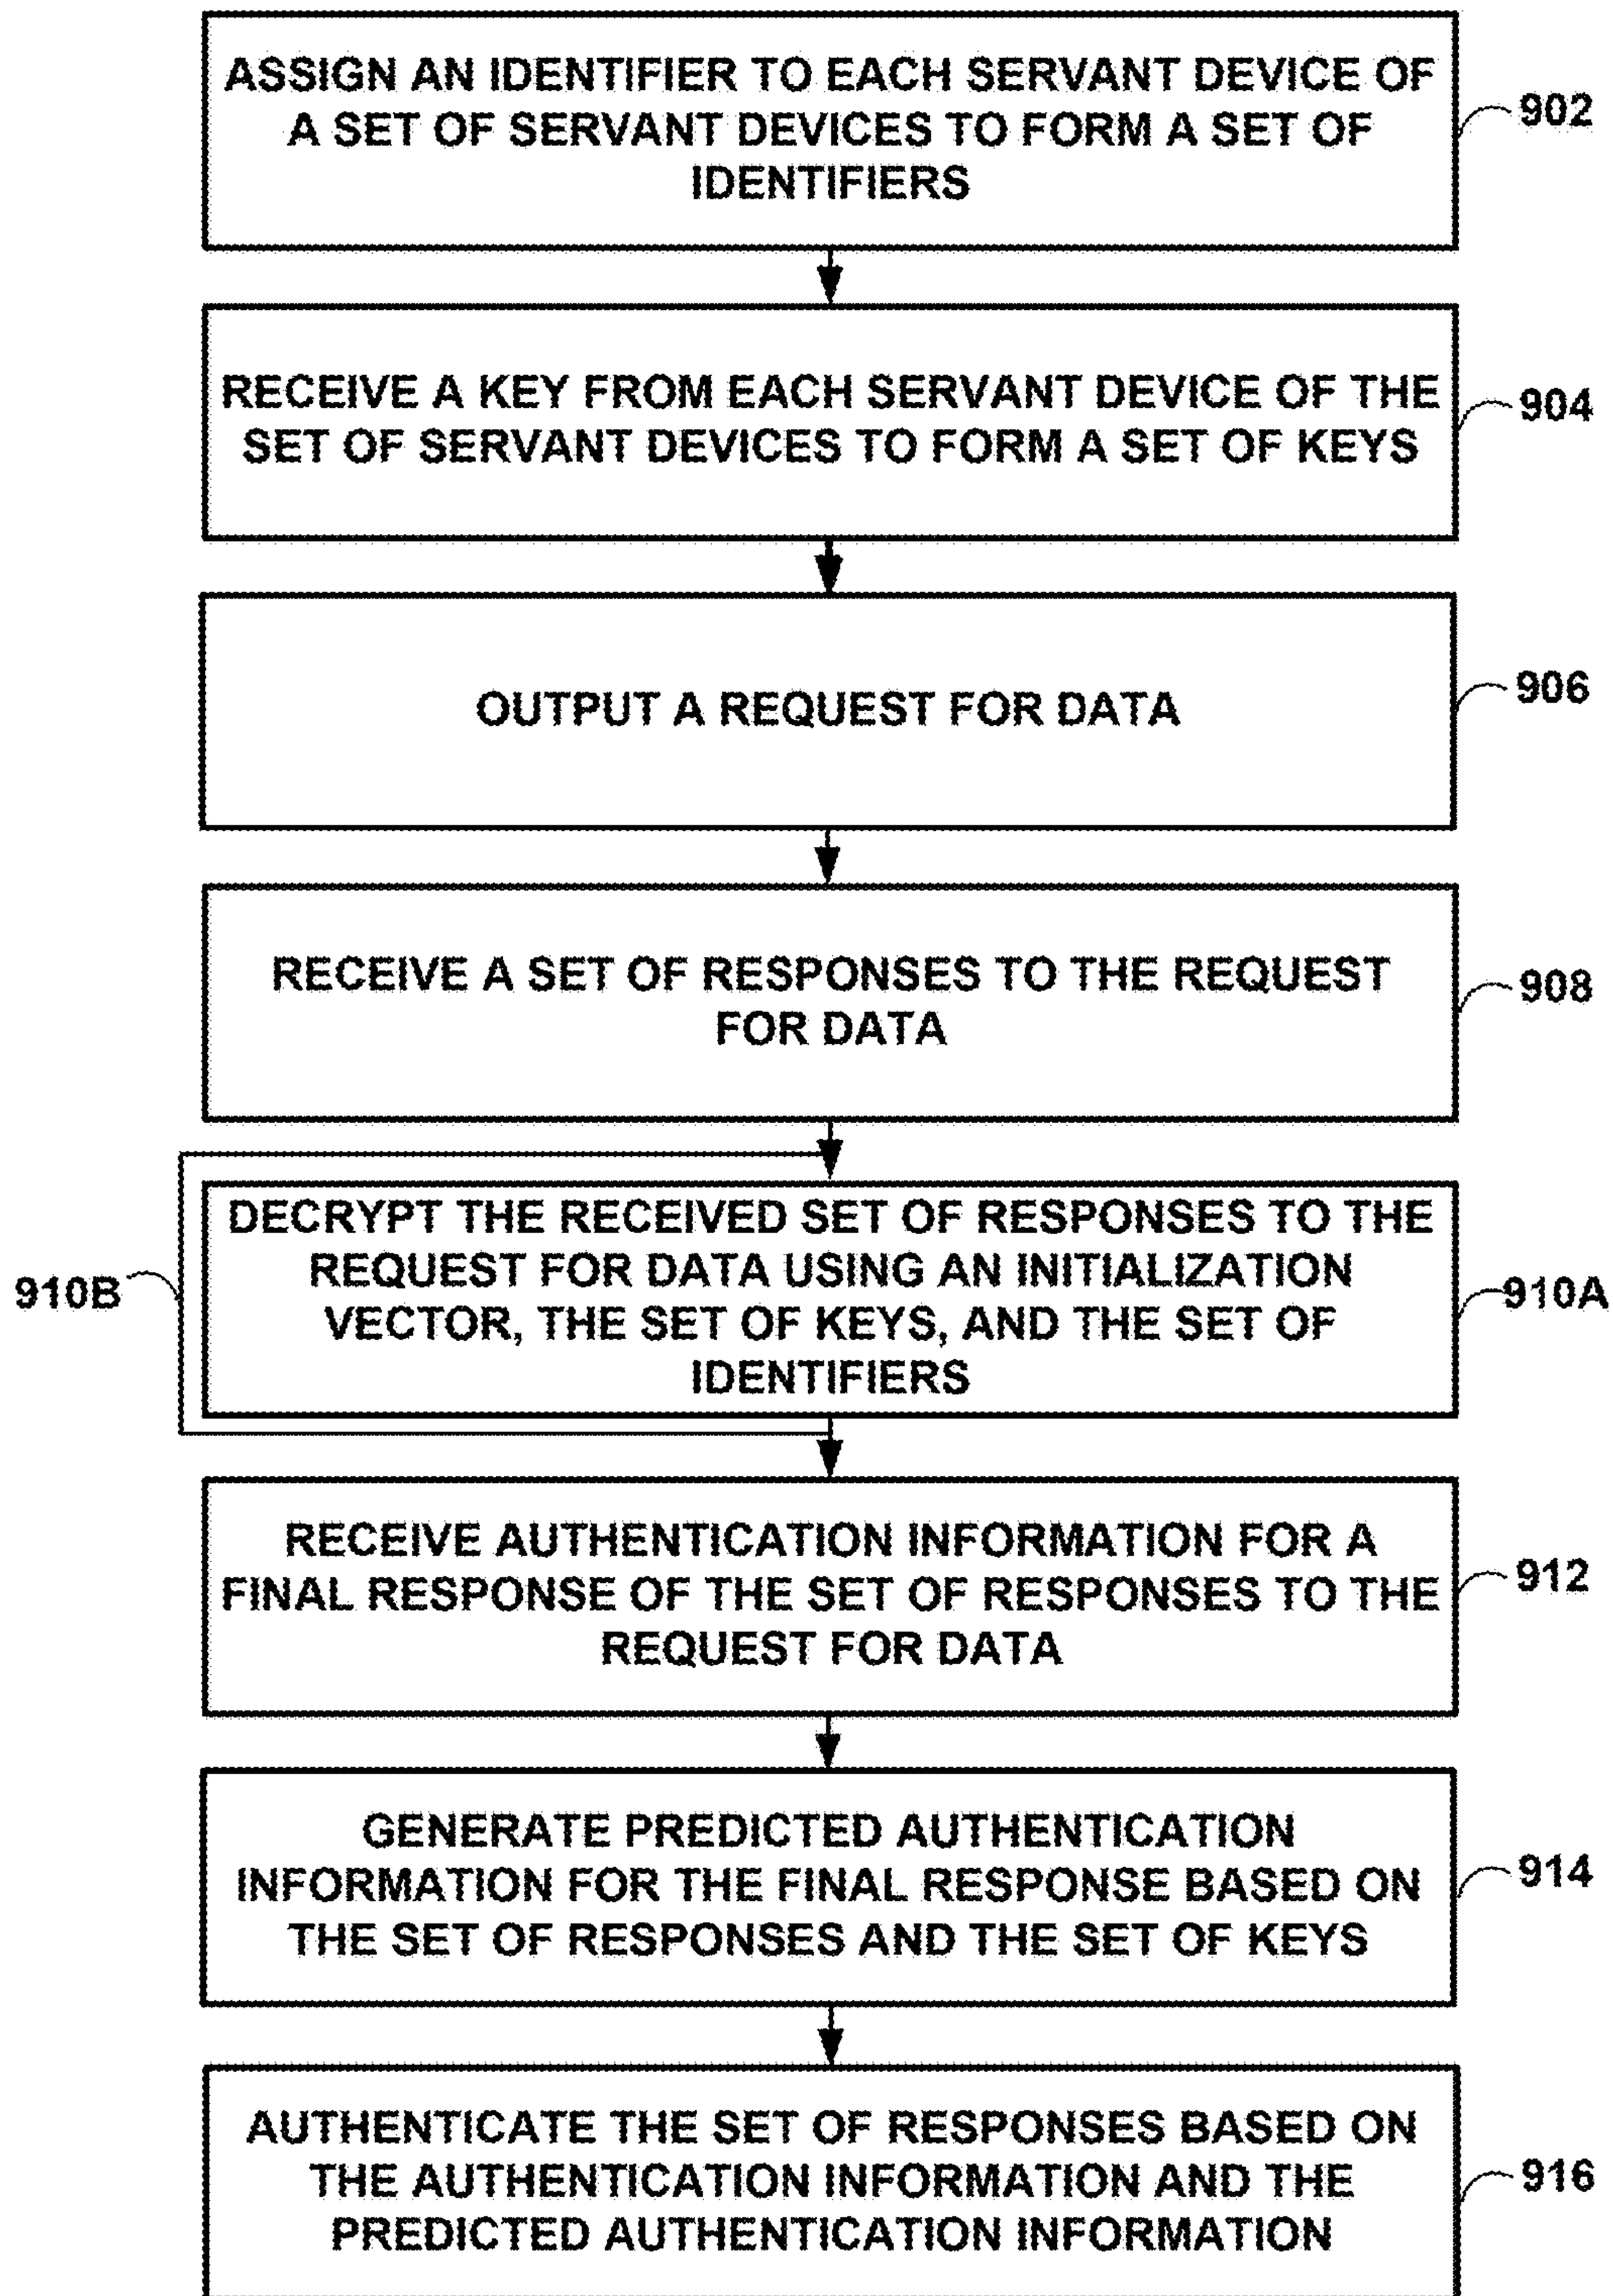 ASSIGN AN IDENTIFIER TO EACH SERVANT DEVICE OF
A SET OF SERVANT DEVICES TO FORM A SET OF
IDENTIFIERS
902
RECEIVE A KEY FROM EACH SERVANT DEVICE OF THE
SET OF SERVANT DEVICES TO FORM A SET OF KEYS
904
OUTPUT A REQUEST FOR DATA
906
RECEIVE A SET OF RESPONSES TO THE REQUEST
FOR DATA
908
910B
DECRYPT THE RECEIVED SET OF RESPONSES TO THE
REQUEST FOR DATA USING AN INITIALIZATION
VECTOR, THE SET OF KEYS, AND THE SET OF
IDENTIFIERS
910A
RECEIVE AUTHENTICATION INFORMATION FOR A
FINAL RESPONSE OF THE SET OF RESPONSES TO THE
REQUEST FOR DATA
912
GENERATE PREDICTED AUTHENTICATION
INFORMATION FOR THE FINAL RESPONSE BASED ON
THE SET OF RESPONSES AND THE SET OF KEYS
914
AUTHENTICATE THE SET OF RESPONSES BASED ON
THE AUTHENTICATION INFORMATION AND THE
PREDICTED AUTHENTICATION INFORMATION
916